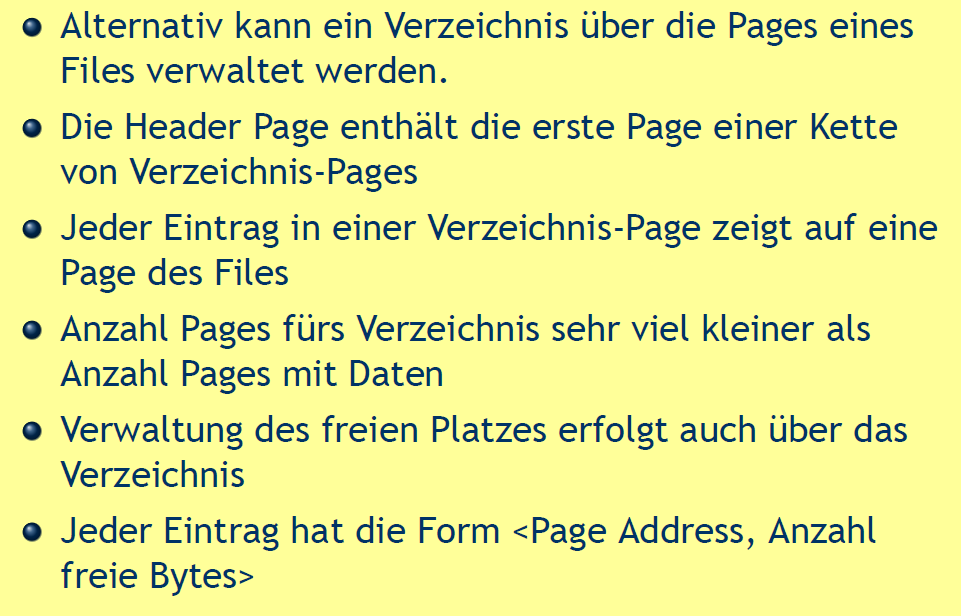 Alternativ kann ein Verzeichnis über die Pages eines
Files verwaltet werden.
Die Header Page enthält die erste Page einer Kette
von Verzeichnis-Pages
Jeder Eintrag in einer Verzeichnis-Page zeigt auf eine
Page des Files
Anzahl Pages fürs Verzeichnis sehr viel kleiner als
Anzahl Pages mit Daten
Verwaltung des freien Platzes erfolgt auch über das
Verzeichnis
Jeder Eintrag hat die Form <Page Address, Anzahl
freie Bytes>